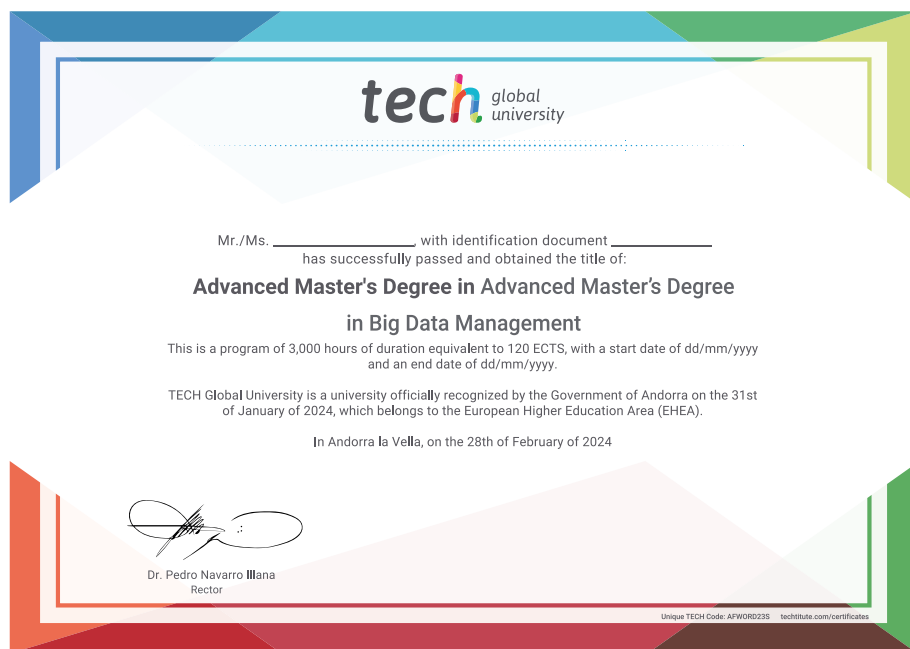 tech global
university
Mr./Ms. ____________, with identification document ____________
has successfully passed and obtained the title of:
Advanced Master's Degree in Advanced Master’s Degree
in Big Data Management
This is a program of 3,000 hours of duration equivalent to 120 ECTS, with a start date of dd/mm/yyyy
and an end date of dd/mm/yyyy.
TECH Global University is a university officially recognized by the Government of Andorra on the 31st
of January of 2024, which belongs to the European Higher Education Area (EHEA).
In Andorra la Vella, on the 28th of February of 2024
Dr. Pedro Navarro Illana
Rector
Unique TECH Code: AFWORD23S techtitute.com/certificates